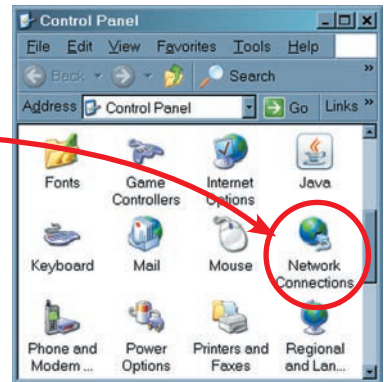 Control Panel
File Edit View Favorites Tools Help
Back Search »
Address Control Panel Go Links »
Fonts Game Controllers Internet Options Java
Keyboard Mail Mouse Network Connections
Phone and Modem ... Power Options Printers and Faxes Regional and Lan...